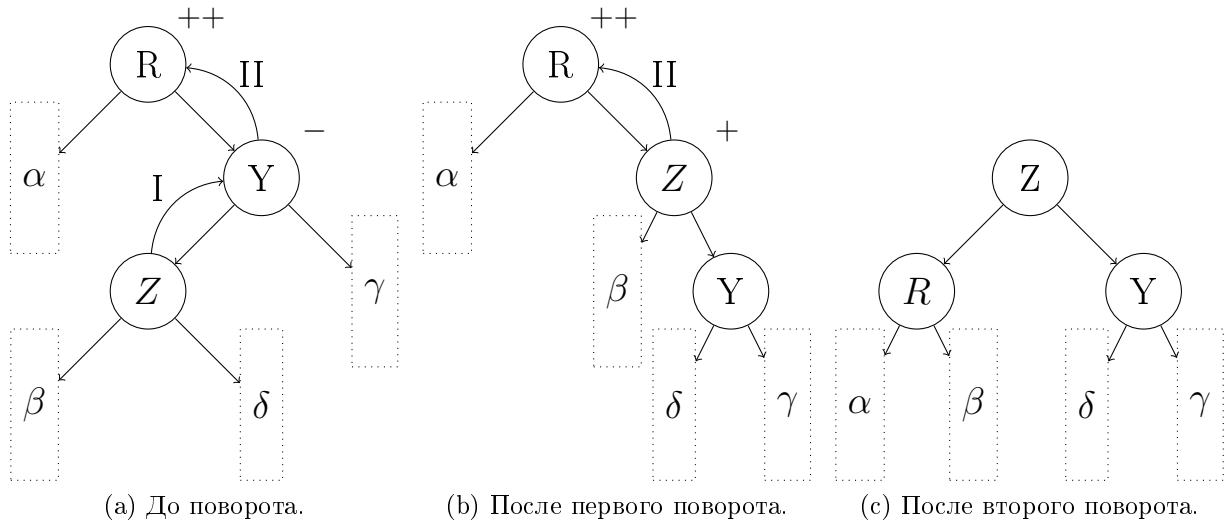 ++
R
II
−
α
Y
I
Z
γ
β
δ
(a) До поворота.
++
R
II
+
α
Z
β
Y
δ
γ
(b) После первого поворота.
Z
R
Y
α
β
δ
γ
(c) После второго поворота.